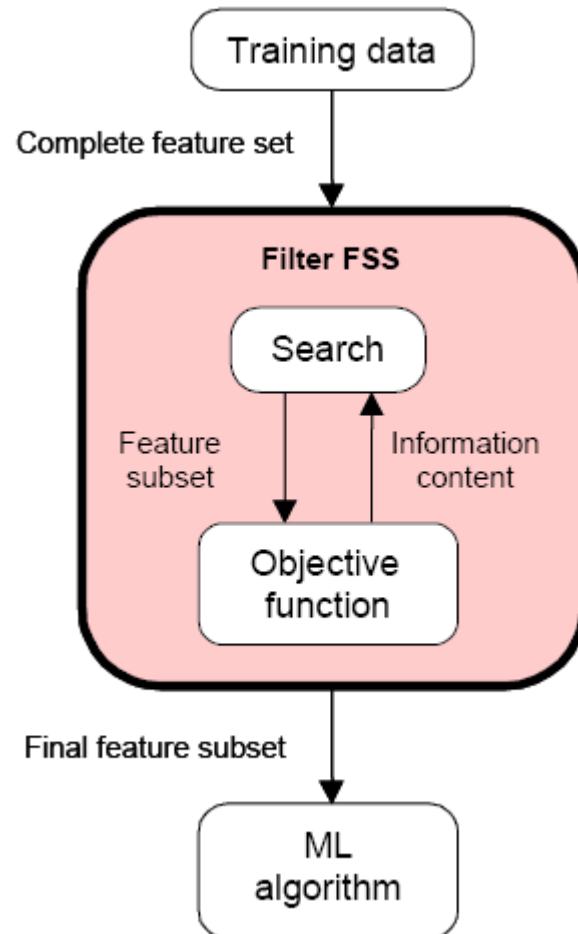 Training data
Complete feature set
Filter FSS
Search
Feature
subset
Information
content
Objective
function
Final feature subset
ML
algorithm